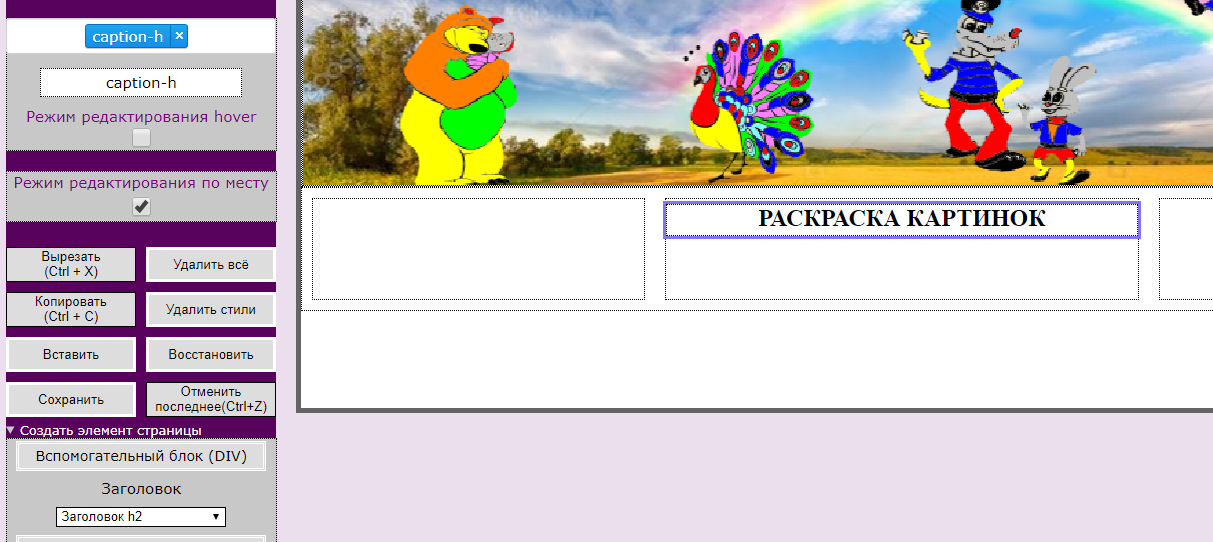 caption-h ×
caption-h
Режим редактирования hover
Режим редактирования по месту
Вырезать
(Ctrl + X)
Удалить всё
Копировать
(Ctrl + C)
Удалить стили
Вставить
Восстановить
Сохранить
Отменить
последнее(Ctrl+Z)
Создать элемент страницы
Вспомогательный блок (DIV)
Заголовок
Заголовок h2
РАСКРАСКА КАРТИНОК